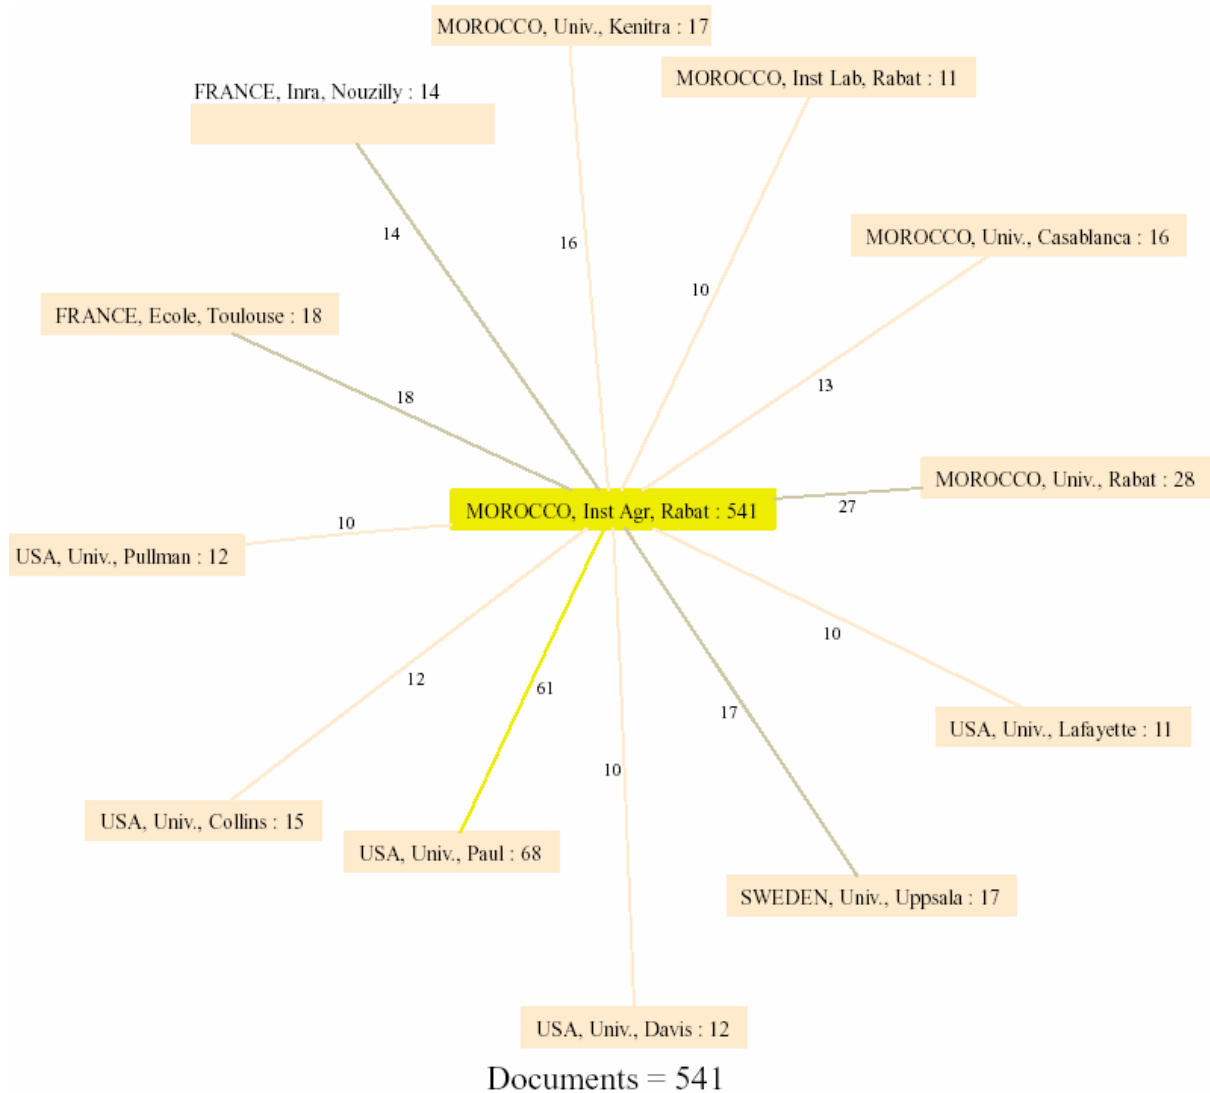 MOROCCO, Univ., Kenitra : 17
MOROCCO, Inst Lab, Rabat : 11
FRANCE, Inra, Nouzilly : 14
14
16
MOROCCO, Univ., Casablanca : 16
10
FRANCE, Ecole, Toulouse : 18
13
18
MOROCCO, Univ., Rabat : 28
27
MOROCCO, Inst Agr, Rabat : 541
10
USA, Univ., Pullman : 12
10
12
61
17
USA, Univ., Lafayette : 11
10
USA, Univ., Collins : 15
USA, Univ., Paul : 68
SWEDEN, Univ., Uppsala : 17
USA, Univ., Davis : 12
Documents = 541